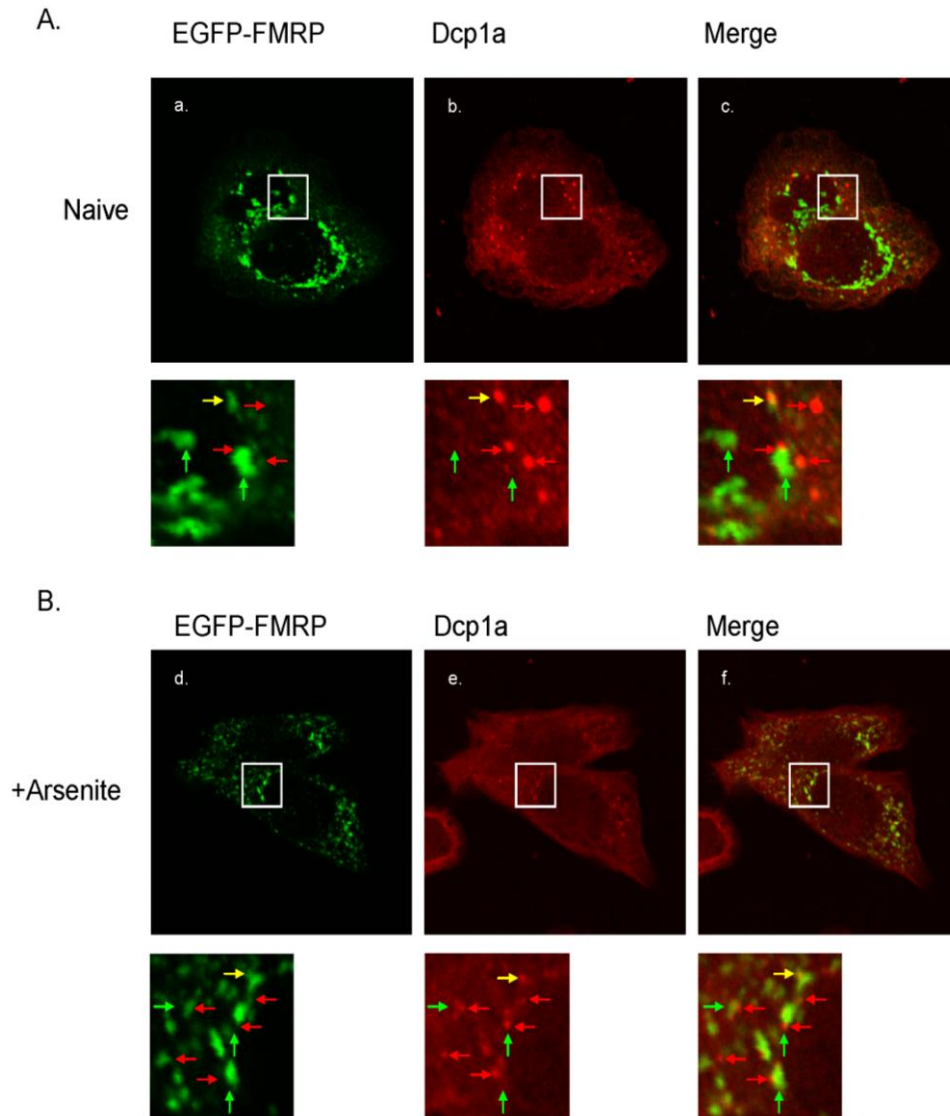 A.
EGFP-FMRP Dcp1a Merge
Naive
a. b. c.
B.
EGFP-FMRP Dcp1a Merge
+Arsenite
d. e. f.